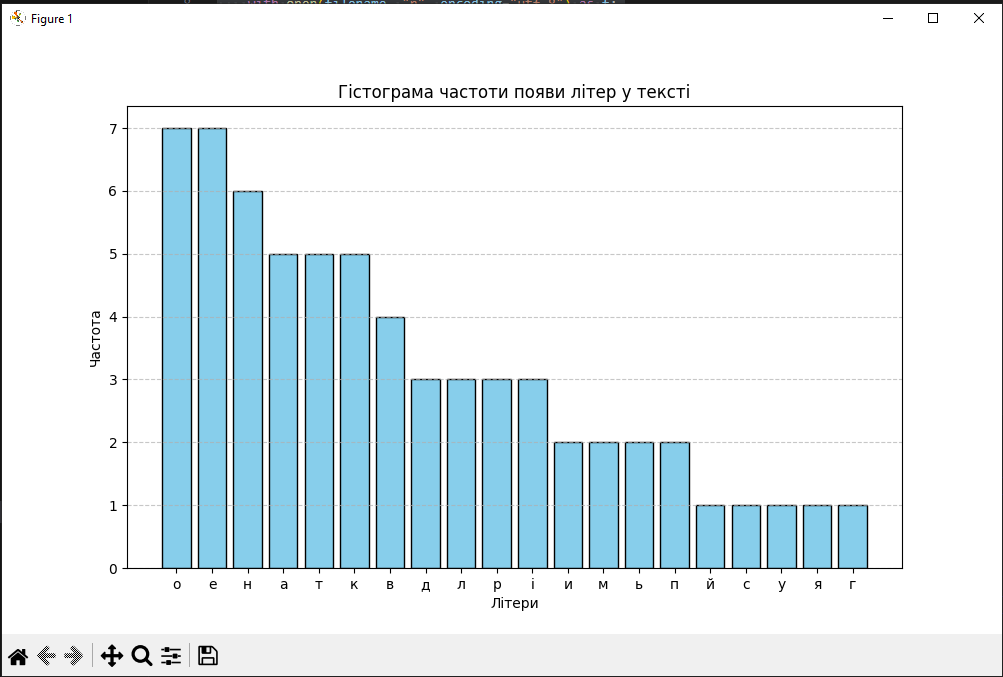 Figure 1
Гістограма частоти появи літер у тексті
7
6
5
4
3
2
1
0
Частота
о е н а т к в д л р і и м ь п й с у я г
Літери